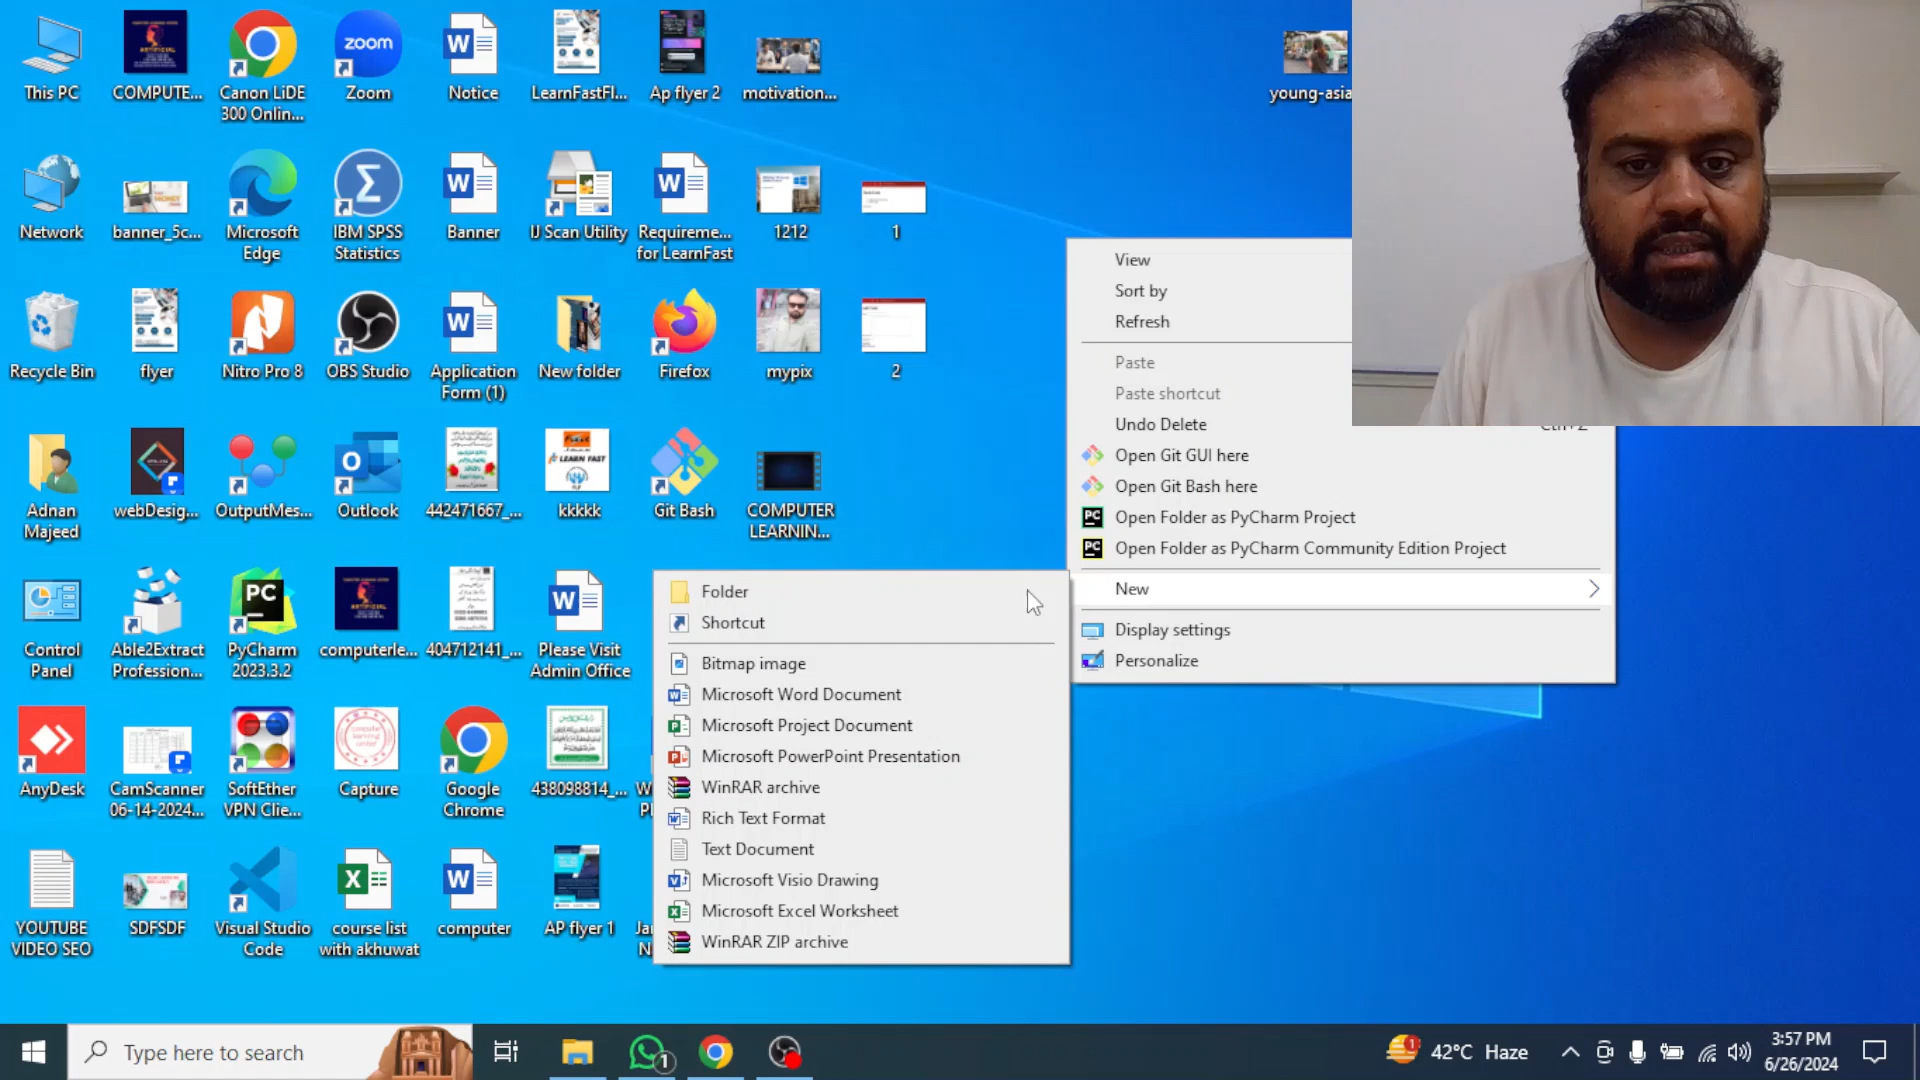 This PC
COMPUTE...
Canon LiDE
300 Onlin...
zoom
Zoom
Notice
LearnFastFl...
Ap flyer 2
motivation...
young-asia
Network
banner_5c...
Microsoft
Edge
IBM SPSS
Statistics
Banner
IJ Scan Utility
Requireme...
for LearnFast
1212
1
Recycle Bin
flyer
Nitro Pro 8
OBS Studio
Application
Form (1)
New folder
Firefox
mypix
2
Adnan
Majeed
webDesig...
OutputMes...
Outlook
442471667_...
LEARN FAST
kkkkk
Git Bash
COMPUTER
LEARNIN...
Control
Panel
Able2Extract
Profession...
PyCharm
2023.3.2
computerle...
404712141_...
Please Visit
Admin Office
AnyDesk
CamScanner
06-14-2024...
SoftEther
VPN Clie...
Capture
Google
Chrome
438098814_...
YOUTUBE
VIDEO SEO
SDFSDF
Visual Studio
Code
course list
with akhuwat
computer
AP flyer 1
View
Sort by
Refresh
Paste
Paste shortcut
Undo Delete
Ctrl+Z
Open Git GUI here
Open Git Bash here
Open Folder as PyCharm Project
Open Folder as PyCharm Community Edition Project
New
Display settings
Personalize
Folder
Shortcut
Bitmap image
Microsoft Word Document
Microsoft Project Document
Microsoft PowerPoint Presentation
WinRAR archive
Rich Text Format
Text Document
Microsoft Visio Drawing
Microsoft Excel Worksheet
WinRAR ZIP archive
Type here to search
1
1
42°C Haze
3:57 PM
6/26/2024